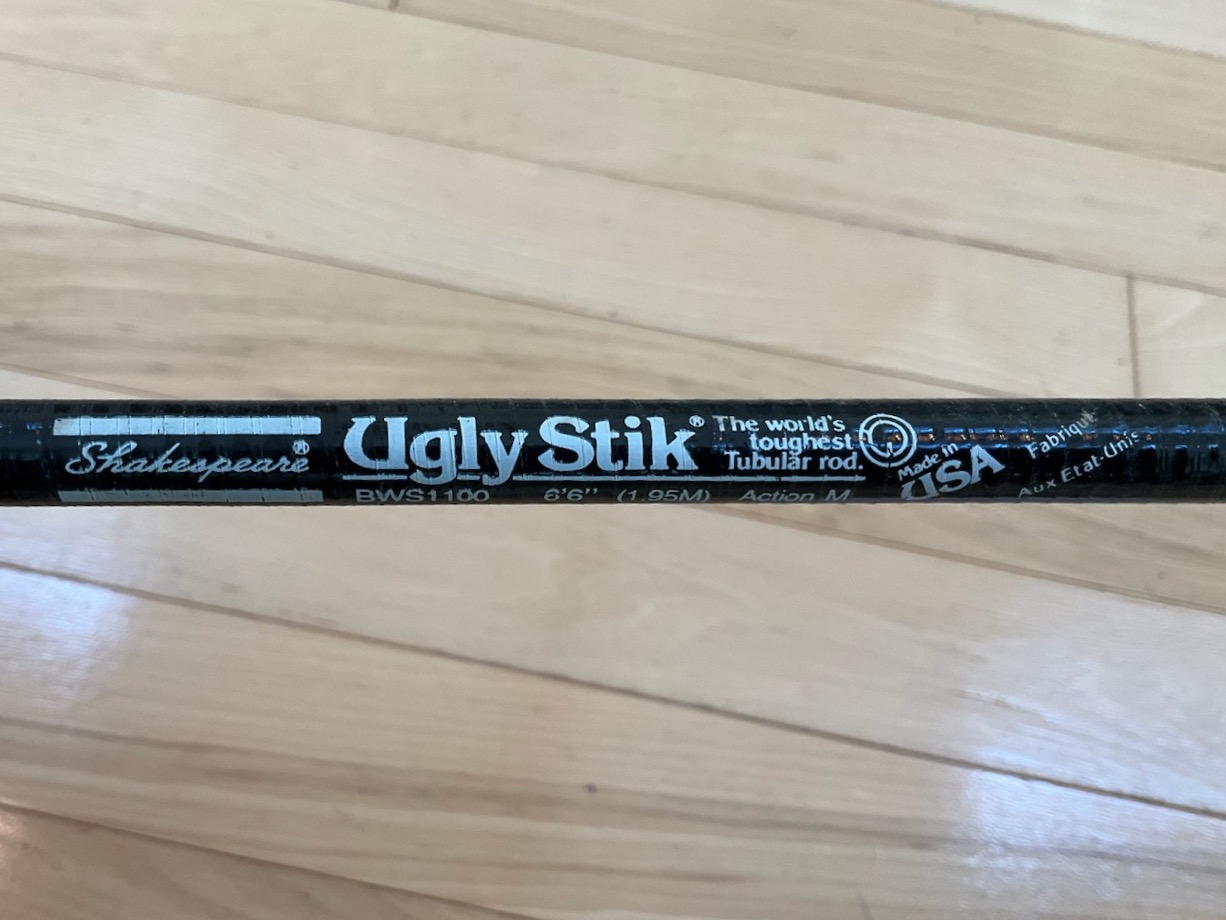 Shakespeare®
Ugly Stik®
BWS1100 6'6" (1.95M) Action M
The world's
toughest
Tubular rod.
Made in
USA
Fabriqué
Aux État-Unis